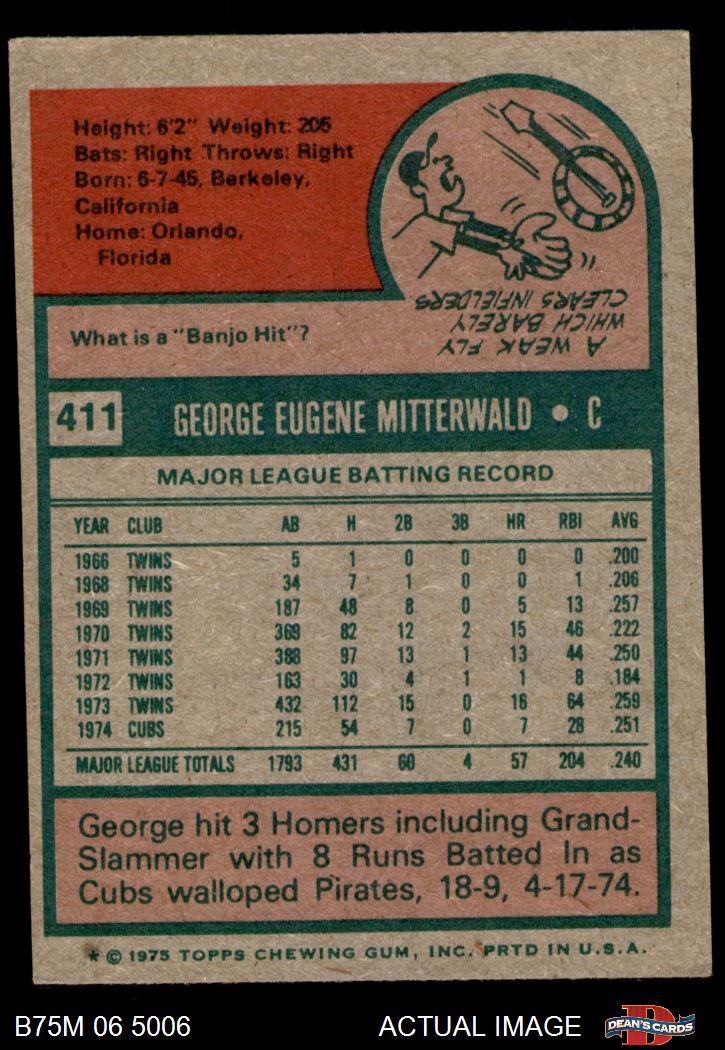 Height: 6'2" Weight: 205
Bats: Right Throws: Right
Born: 6-7-45, Berkeley,
California
Home: Orlando,
Florida
What is a "Banjo Hit"?
A WEAK FLY
WHICH BARELY
CLEARS INFIELDERS
411 GEORGE EUGENE MITTERWALD • C
MAJOR LEAGUE BATTING RECORD
YEAR CLUB AB H 2B 3B HR RBI AVG
1966 TWINS 5 1 0 0 0 0 .200
1968 TWINS 34 7 1 0 0 1 .206
1969 TWINS 187 48 8 0 5 13 .257
1970 TWINS 369 82 12 2 15 46 .222
1971 TWINS 388 97 13 1 13 44 .250
1972 TWINS 163 30 4 1 1 8 .184
1973 TWINS 432 112 15 0 16 64 .259
1974 CUBS 215 54 7 0 7 28 .251
MAJOR LEAGUE TOTALS 1793 431 60 4 57 204 .240
George hit 3 Homers including Grand-
Slammer with 8 Runs Batted In as
Cubs walloped Pirates, 18-9, 4-17-74.
* © 1975 TOPPS CHEWING GUM, INC. PRTD IN U.S.A.
B75M 06 5006 ACTUAL IMAGE
D
DEAN'S CARDS